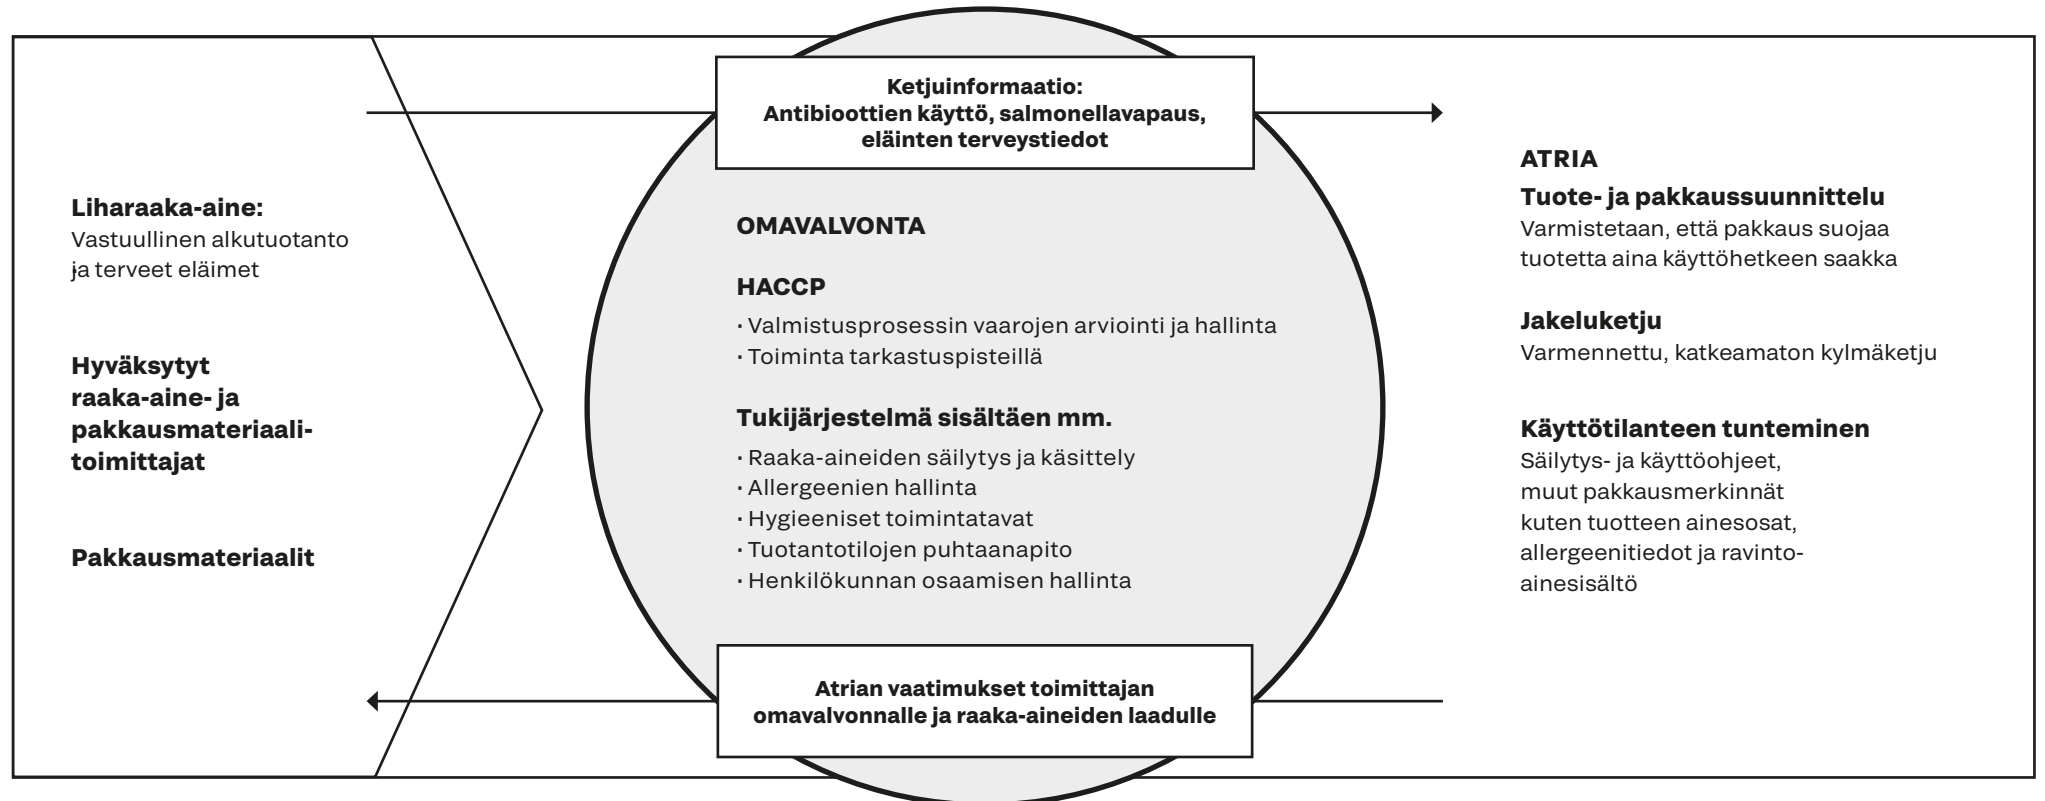 Liharaaka-aine:
Vastuullinen alkutuotanto
ja terveet eläimet
Hyväksytyt
raaka-aine- ja
pakkausmateriaali-
toimittajat
Pakkausmateriaalit
Ketjuinformaatio:
Antibioottien käyttö, salmonellavapaus,
eläinten terveystiedot
OMAVALVONTA
HACCP
· Valmistusprosessin vaarojen arviointi ja hallinta
· Toiminta tarkastuspisteillä
Tukijärjestelmä sisältäen mm.
· Raaka-aineiden säilytys ja käsittely
· Allergeenien hallinta
· Hygieeniset toimintatavat
· Tuotantotilojen puhtaanapito
· Henkilökunnan osaamisen hallinta
Atrian vaatimukset toimittajan
omavalvonnalle ja raaka-aineiden laadulle
ATRIA
Tuote- ja pakkaussuunnittelu
Varmistetaan, että pakkaus suojaa
tuotetta aina käyttöhetkeen saakka
Jakeluketju
Varmennettu, katkeamaton kylmäketju
Käyttötilanteen tunteminen
Säilytys- ja käyttöohjeet,
muut pakkausmerkinnät
kuten tuotteen ainesosat,
allergeenitiedot ja ravinto-
ainesisältö